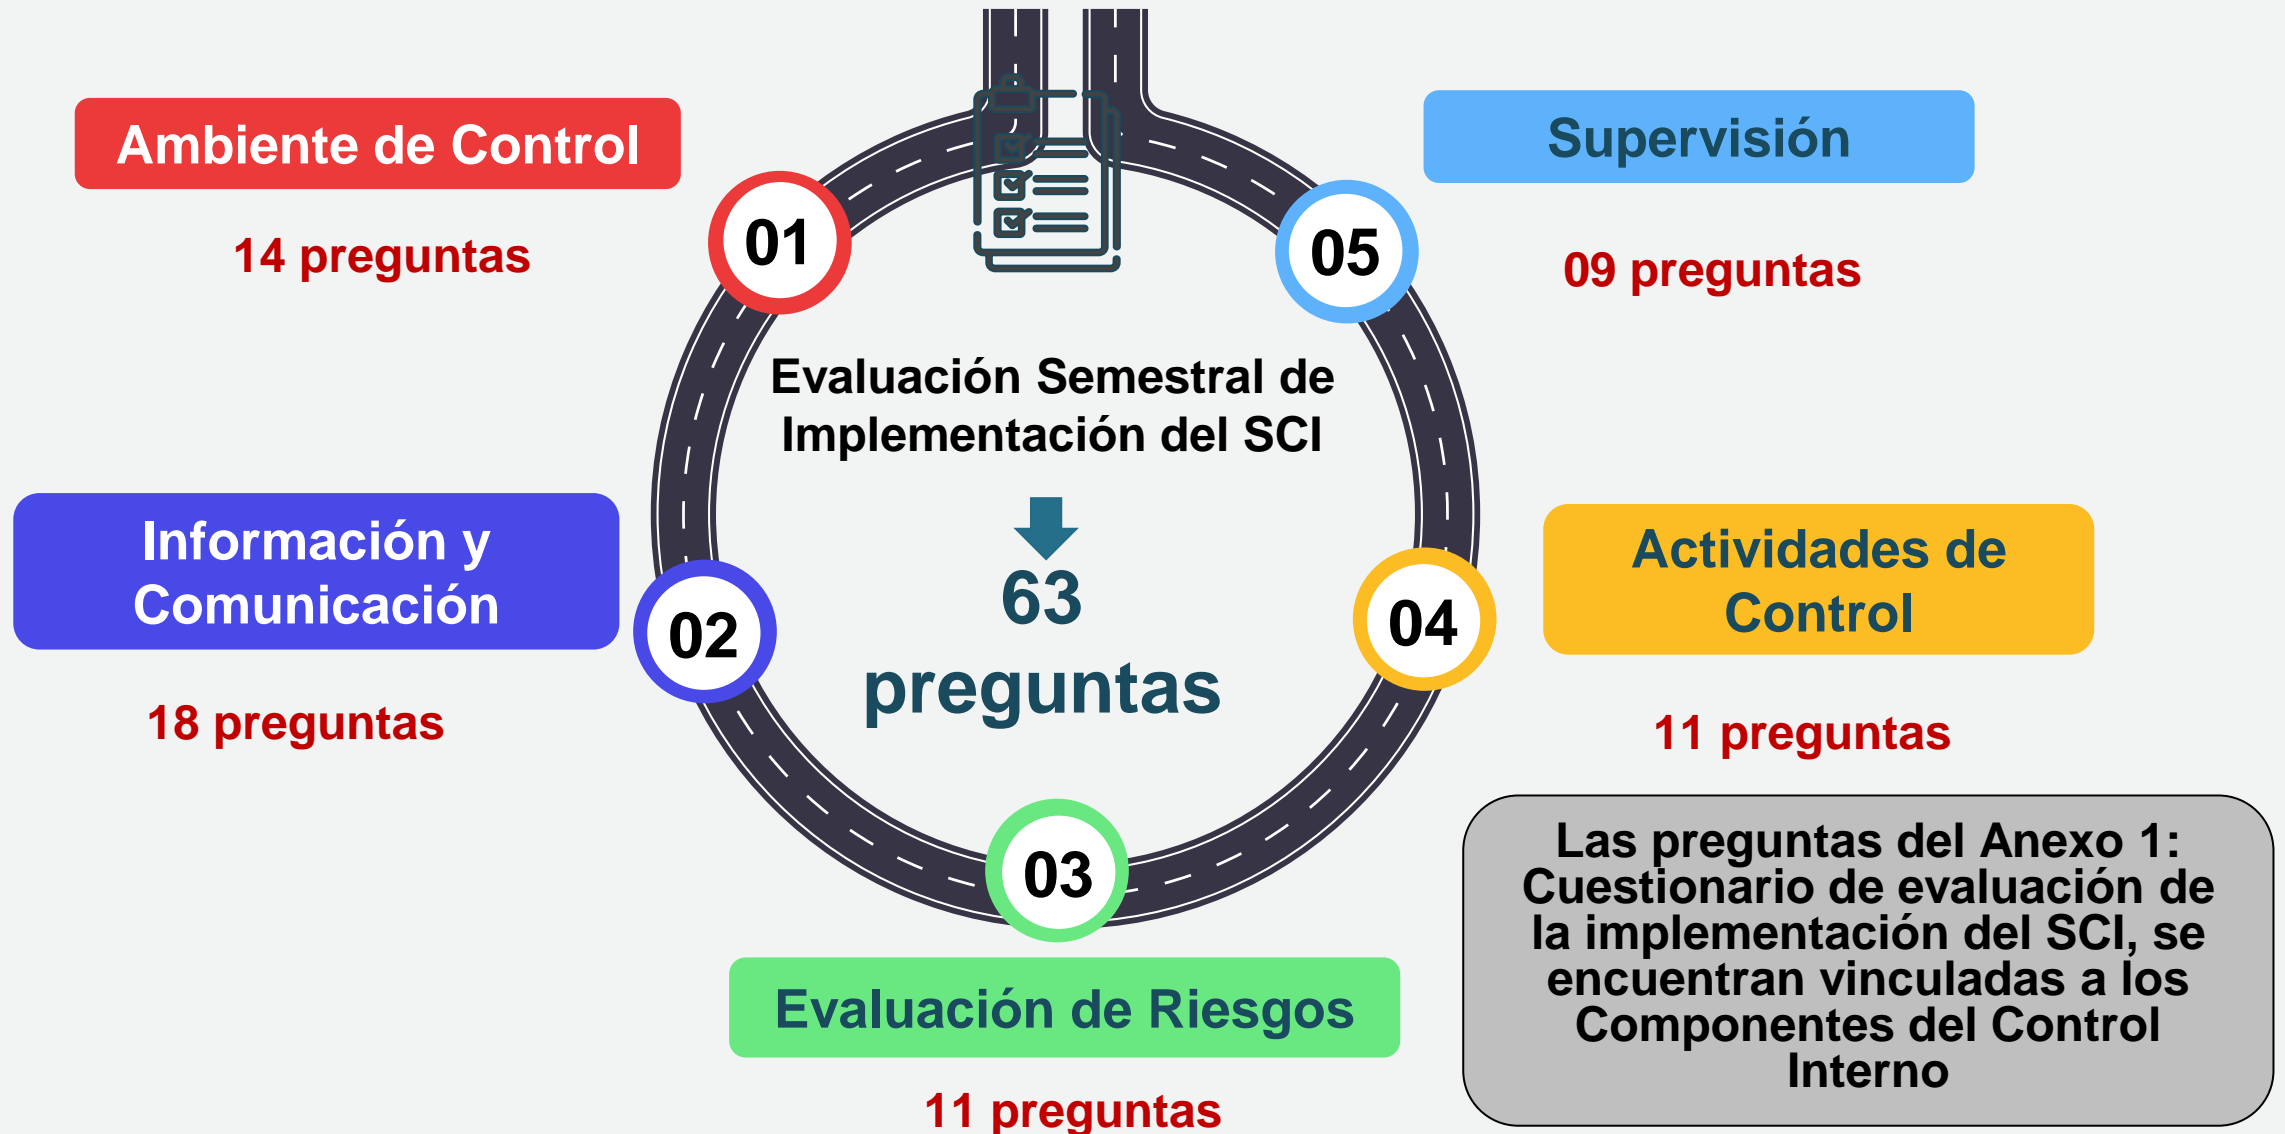 Ambiente de Control
14 preguntas
01
Supervisión
09 preguntas
05
Evaluación Semestral de
Implementación del SCI
63
preguntas
Información y
Comunicación
18 preguntas
02
Actividades de
Control
11 preguntas
04
03
Evaluación de Riesgos
11 preguntas
Las preguntas del Anexo 1:
Cuestionario de evaluación de
la implementación del SCI, se
encuentran vinculadas a los
Componentes del Control
Interno